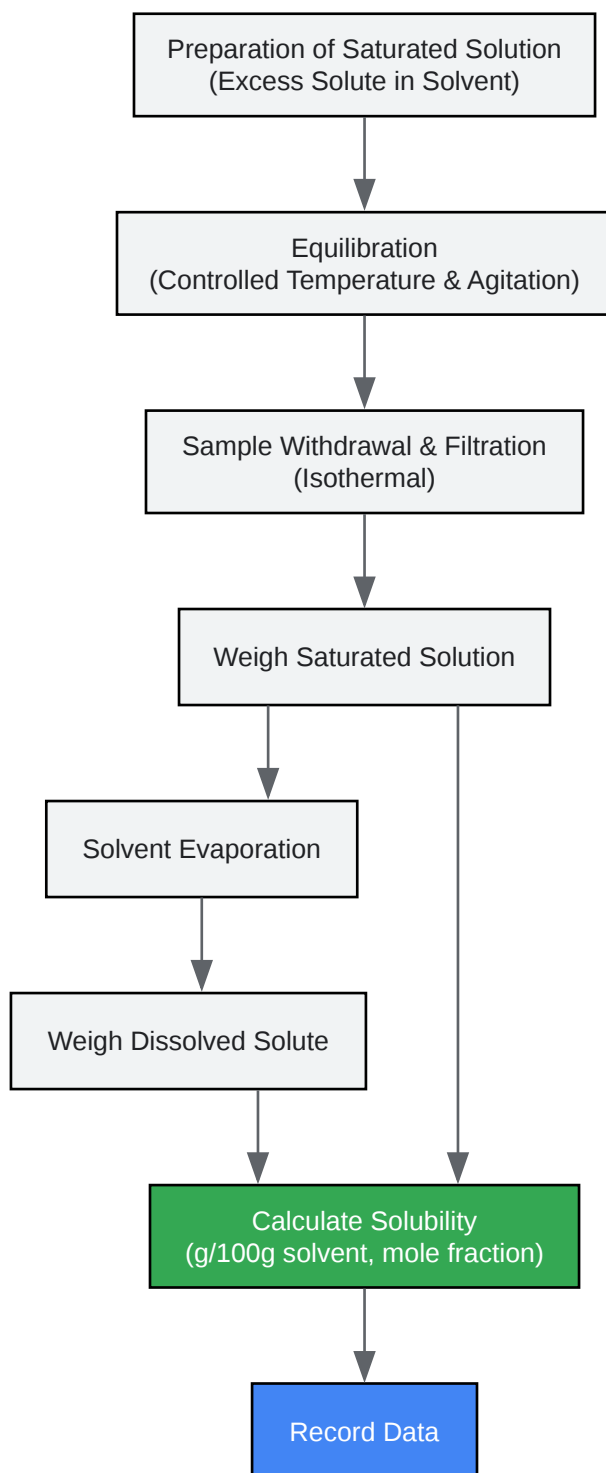 Preparation of Saturated Solution
(Excess Solute in Solvent)
Equilibration
(Controlled Temperature & Agitation)
Sample Withdrawal & Filtration
(Isothermal)
Weigh Saturated Solution
Solvent Evaporation
Weigh Dissolved Solute
Calculate Solubility
(g/100g solvent, mole fraction)
Record Data